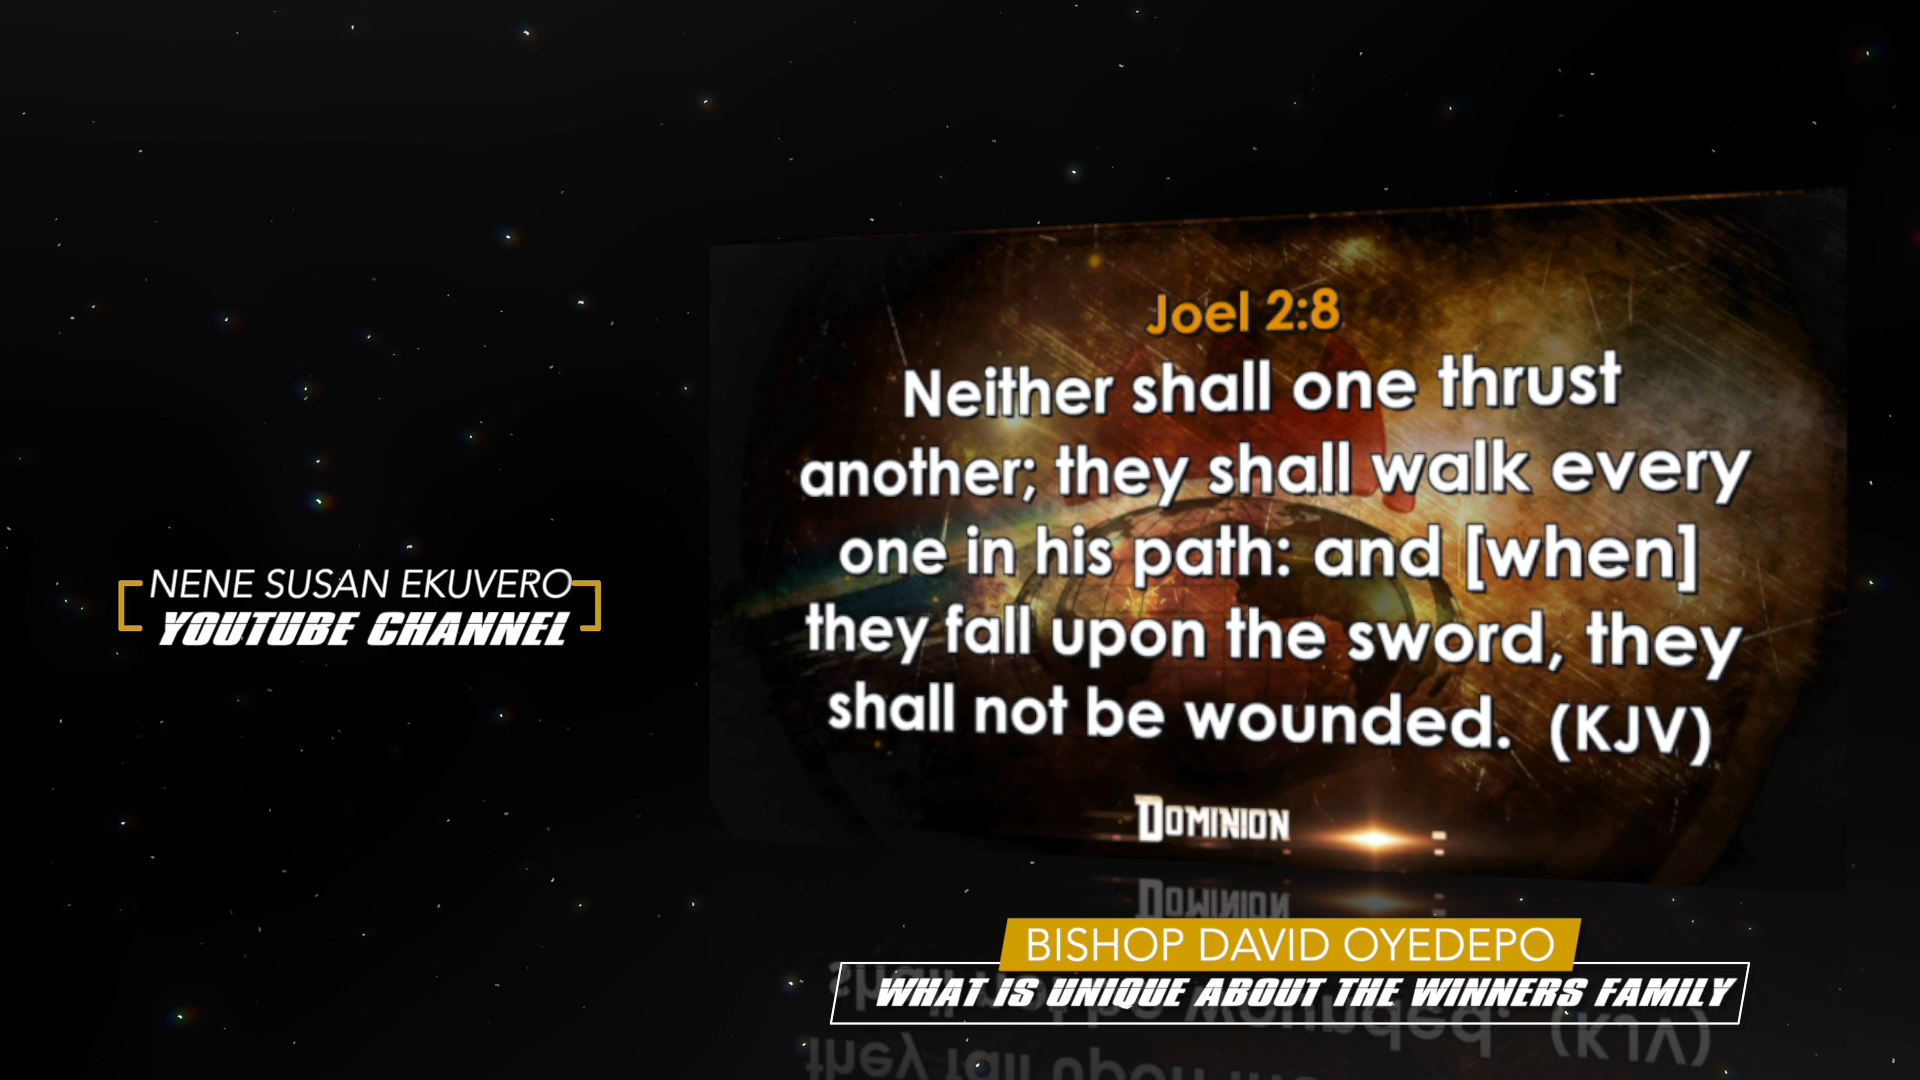 NENE SUSAN EKUVERO
YOUTUBE CHANNEL
Joel 2:8
Neither shall one thrust
another; they shall walk every
one in his path: and [when]
they fall upon the sword, they
shall not be wounded. (KJV)
DOMINION
BISHOP DAVID OYEDEPO
WHAT IS UNIQUE ABOUT THE WINNERS FAMILY